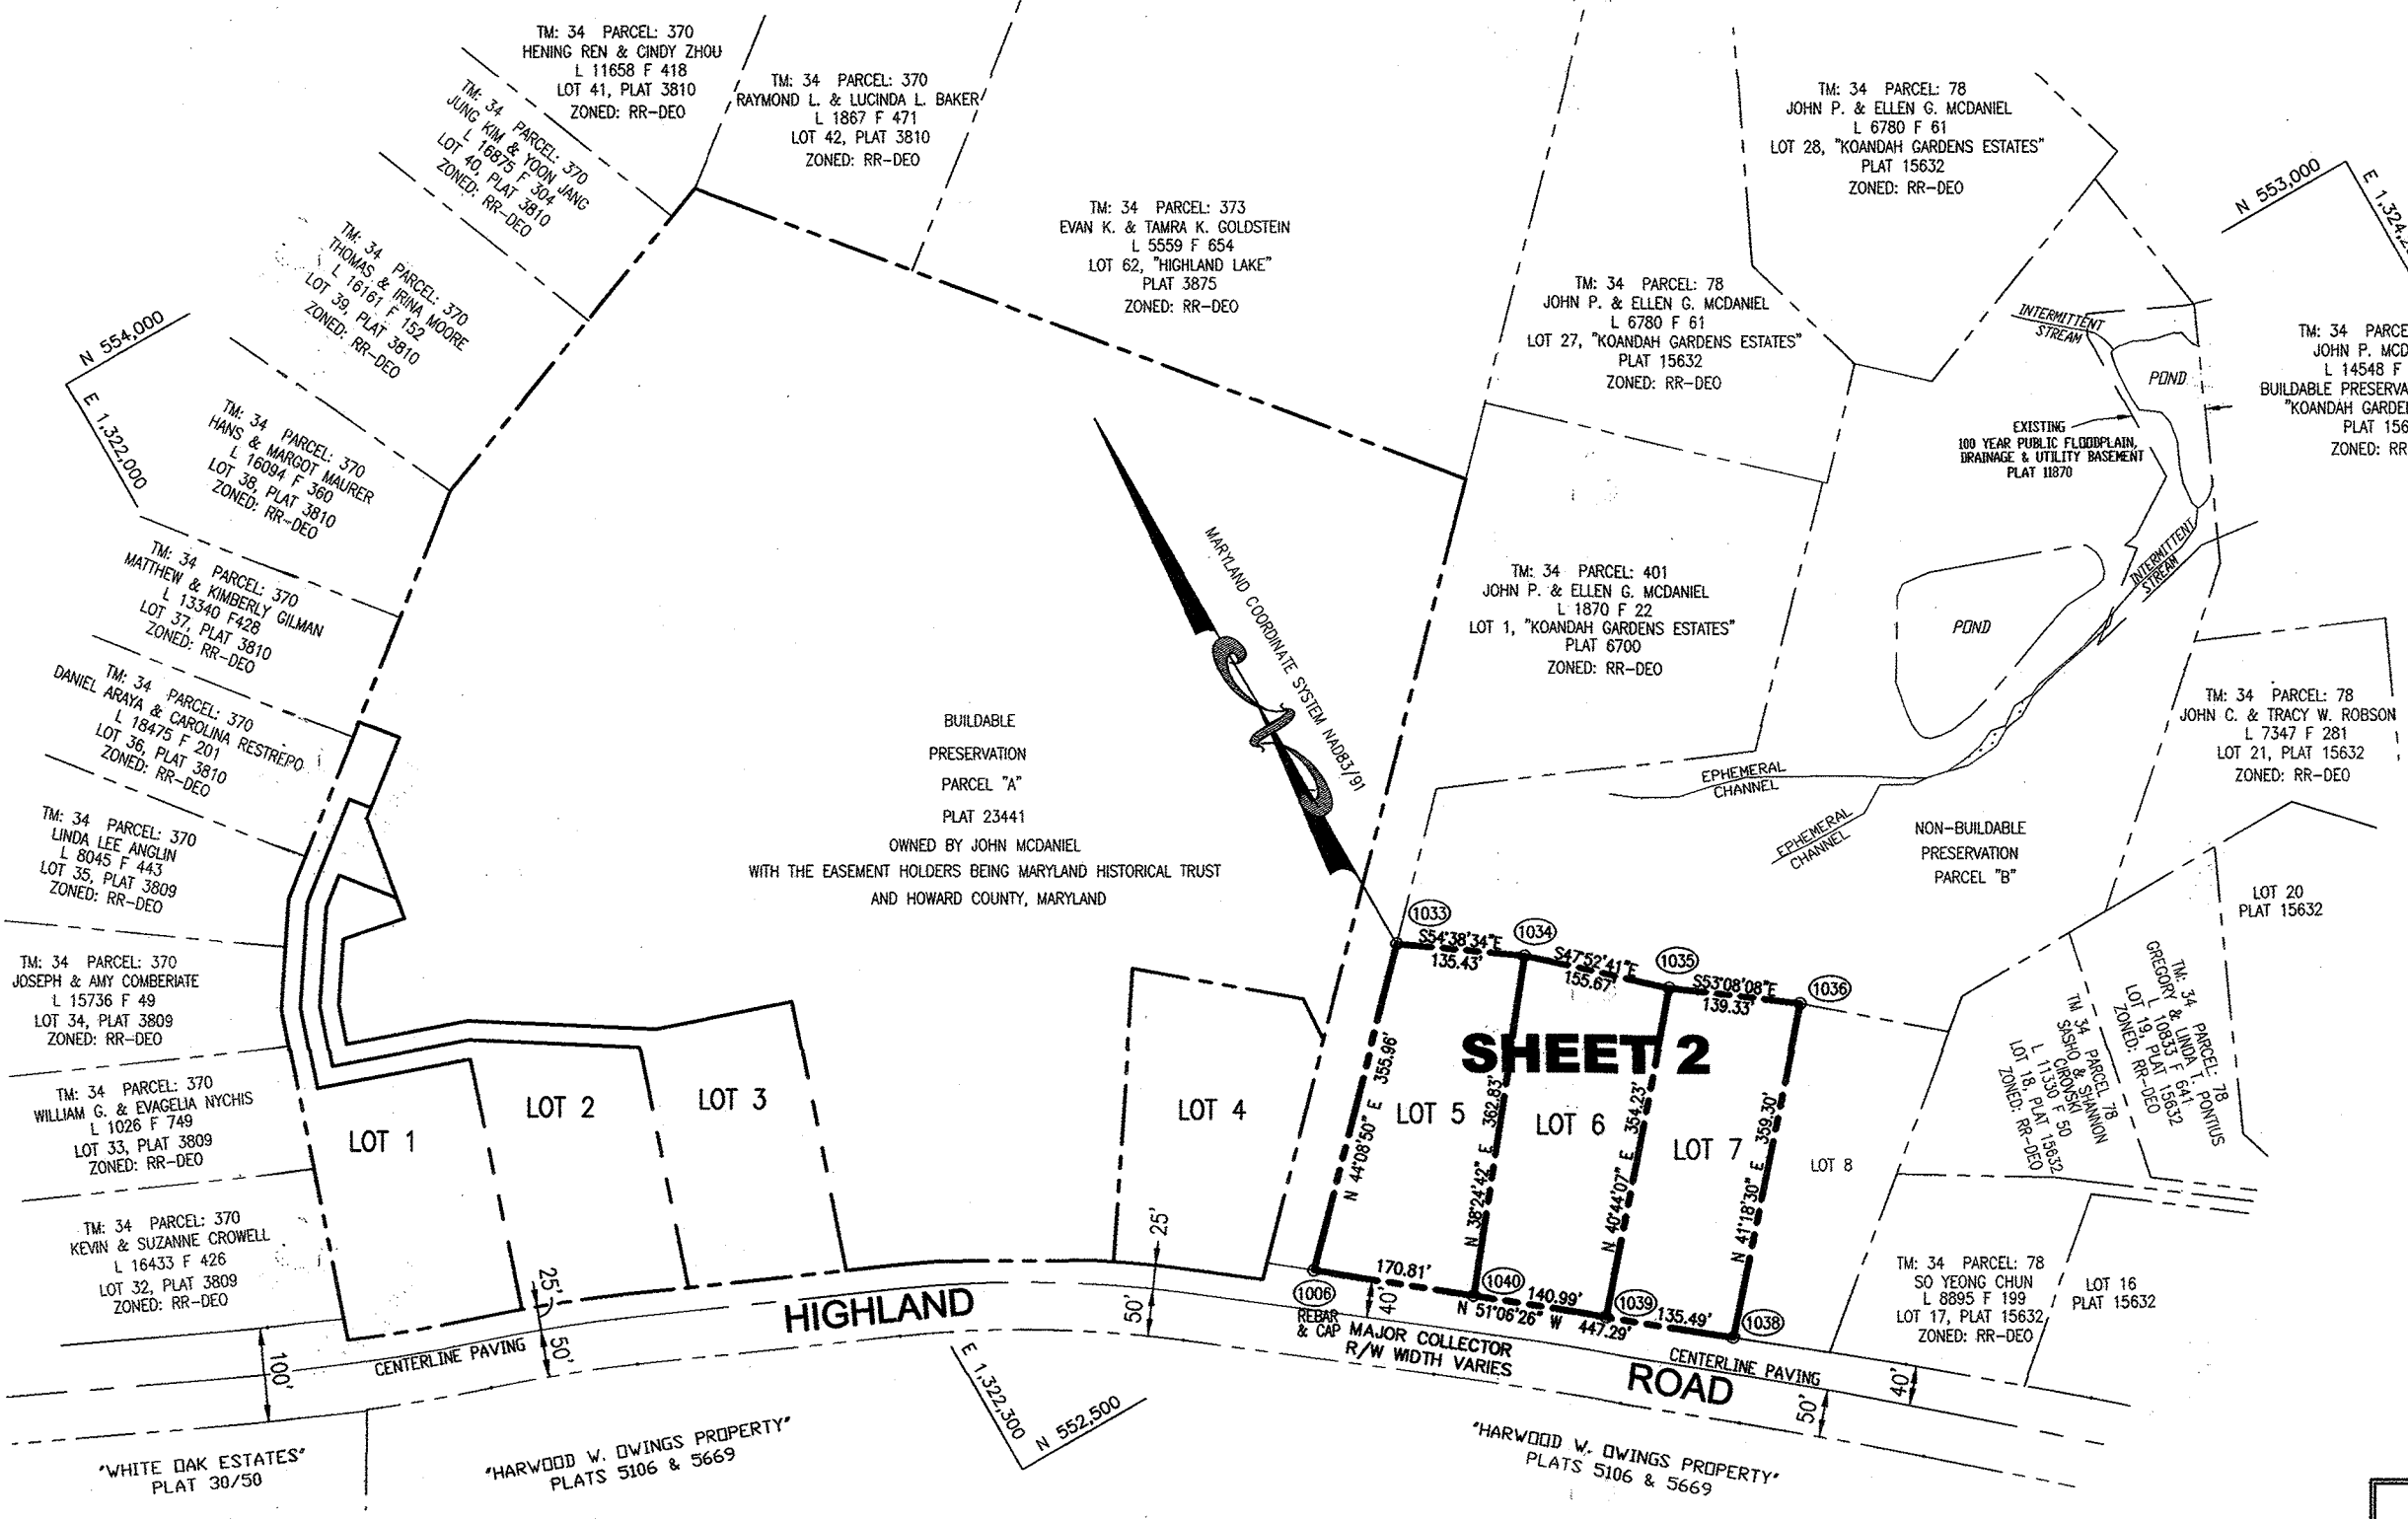 TM: 34 PARCEL: 370
HENING REN & CINDY ZHOU
L 11658 F 418
LOT 41, PLAT 3810
ZONED: RR-DEO
TM: 34 PARCEL: 370
RAYMOND L. & LUCINDA L. BAKER
L 1867 F 471
LOT 42, PLAT 3810
ZONED: RR-DEO
TM: 34 PARCEL: 78
JOHN P. & ELLEN G. MCDANIEL
L 6780 F 61
LOT 28, "KOANDAH GARDENS ESTATES"
PLAT 15632
ZONED: RR-DEO
TM: 34 PARCEL: 370
JUNG KIM & YOON JANG
L 16875 F 304
LOT 40, PLAT 3810
ZONED: RR-DEO
TM: 34 PARCEL: 373
EVAN K. & TAMRA K. GOLDSTEIN
L 5559 F 654
LOT 62, "HIGHLAND LAKE"
PLAT 3875
ZONED: RR-DEO
N 553,000
TM: 34 PARCEL: 370
THOMAS & IRINA MOORE
L 16161 F 152
LOT 39, PLAT 3810
ZONED: RR-DEO
TM: 34 PARCEL: 78
JOHN P. & ELLEN G. MCDANIEL
L 6780 F 61
LOT 27, "KOANDAH GARDENS ESTATES"
PLAT 15632
ZONED: RR-DEO
INTERMITTENT
STREAM
POND
N 554,000
E 1,322,000
EXISTING
100 YEAR PUBLIC FLOODPLAIN,
DRAINAGE & UTILITY BASEMENT
PLAT 11870
TM: 34 PARCE
JOHN P. MCD
L 14548 F
BUILDABLE PRESERVA
"KOANDAH GARDE
PLAT 156
ZONED: RR
TM: 34 PARCEL: 370
HANS & MARGOT MAURER
L 16094 F 360
LOT 38, PLAT 3810
ZONED: RR-DEO
TM: 34 PARCEL: 370
MATTHEW & KIMBERLY GILMAN
L 13340 F428
LOT 37, PLAT 3810
ZONED: RR-DEO
MARYLAND COORDINATE SYSTEM NAD83/91
TM: 34 PARCEL: 401
JOHN P. & ELLEN G. MCDANIEL
L 1870 F 22
LOT 1, "KOANDAH GARDENS ESTATES"
PLAT 6700
ZONED: RR-DEO
INTERMITTENT
STREAM
POND
TM: 34 PARCEL: 370
DANIEL ARAYA & CAROLINA RESTREPO
L 18475 F 201
LOT 36, PLAT 3810
ZONED: RR-DEO
TM: 34 PARCEL: 78
JOHN C. & TRACY W. ROBSON
L 7347 F 281
LOT 21, PLAT 15632
ZONED: RR-DEO
BUILDABLE
PRESERVATION
PARCEL "A"
PLAT 23441
OWNED BY JOHN MCDANIEL
WITH THE EASEMENT HOLDERS BEING MARYLAND HISTORICAL TRUST
AND HOWARD COUNTY, MARYLAND
EPHEMERAL
CHANNEL
EPHEMERAL
CHANNEL
NON-BUILDABLE
PRESERVATION
PARCEL "B"
TM: 34 PARCEL: 370
LINDA LEE ANGLIN
L 8045 F 443
LOT 35, PLAT 3809
ZONED: RR-DEO
LOT 20
PLAT 15632
1033
S54°38'34"E
135.43'
1034
S47°52'41"E
155.67'
1035
S53°08'08"E
139.33'
1036
TM: 34 PARCEL: 370
JOSEPH & AMY COMBERIATE
L 15736 F 49
LOT 34, PLAT 3809
ZONED: RR-DEO
TM: 34 PARCEL: 78
GREGORY & LINDA T. PONTIUS
L 10833 F 641
LOT 19, PLAT 15632
ZONED: RR-DEO
TM 34 PARCEL 78
SASHO & SHANNON
CIROVSKI
L 11330 F 50
LOT 18, PLAT 15632
ZONED: RR-DEO
SHEET 2
TM: 34 PARCEL: 370
WILLIAM G. & EVAGELIA NYCHIS
L 1026 F 749
LOT 33, PLAT 3809
ZONED: RR-DEO
LOT 1
LOT 2
LOT 3
LOT 4
LOT 5
LOT 6
LOT 7
LOT 8
N 44°08'50" E 355.96'
N 38°24'42" E 362.83'
N 40°44'07" E 354.23'
N 41°18'30" E 359.30'
TM: 34 PARCEL: 370
KEVIN & SUZANNE CROWELL
L 16433 F 426
LOT 32, PLAT 3809
ZONED: RR-DEO
TM: 34 PARCEL: 78
SO YEONG CHUN
L 8895 F 199
LOT 17, PLAT 15632
ZONED: RR-DEO
LOT 16
PLAT 15632
25'
25'
170.81'
1006
REBAR
& CAP
40'
1040
140.99'
1039
135.49'
1038
N 51°06'26" W
447.29'
HIGHLAND
50'
50'
100'
CENTERLINE PAVING
MAJOR COLLECTOR
R/W WIDTH VARIES
CENTERLINE PAVING
ROAD
40'
50'
E 1,322,300
N 552,500
"WHITE OAK ESTATES"
PLAT 30/50
"HARWOOD W. OWINGS PROPERTY"
PLATS 5106 & 5669
"HARWOOD W. OWINGS PROPERTY"
PLATS 5106 & 5669